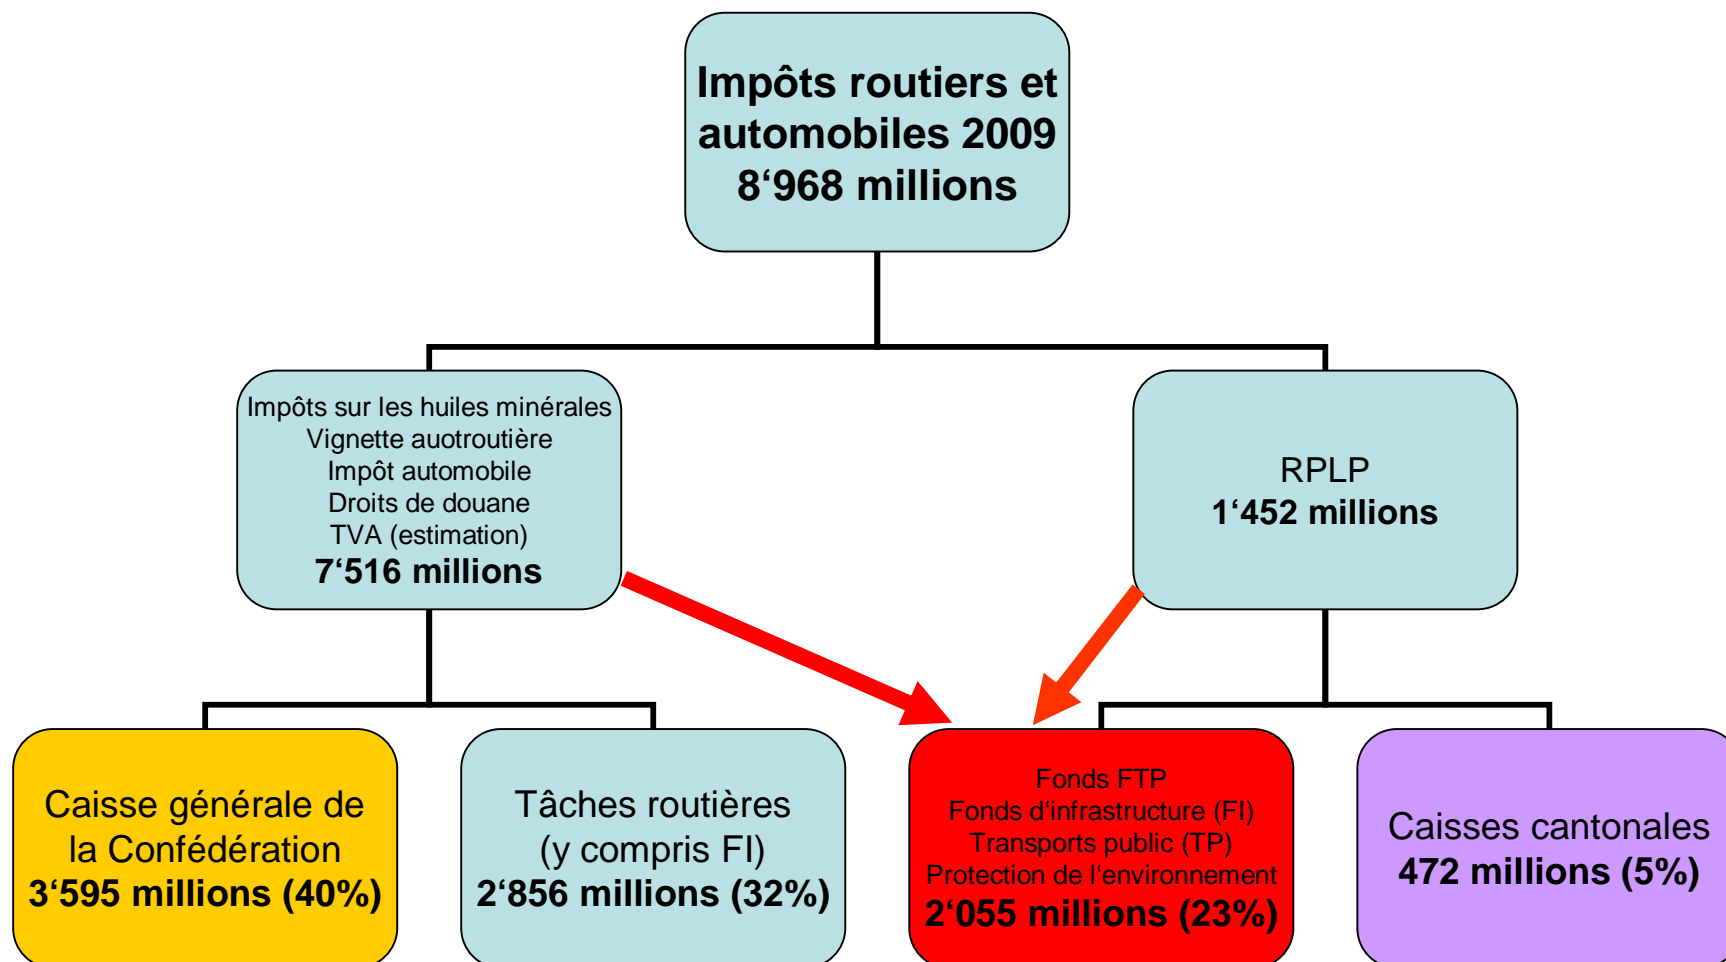 Impôts routiers et
automobiles 2009
8‘968 millions
Impôts sur les huiles minérales
Vignette auotroutière
Impôt automobile
Droits de douane
TVA (estimation)
7‘516 millions
RPLP
1‘452 millions
Caisse générale de
la Confédération
3‘595 millions (40%)
Tâches routières
(y compris FI)
2‘856 millions (32%)
Fonds FTP
Fonds d‘infrastructure (FI)
Transports public (TP)
Protection de l‘environnement
2‘055 millions (23%)
Caisses cantonales
472 millions (5%)